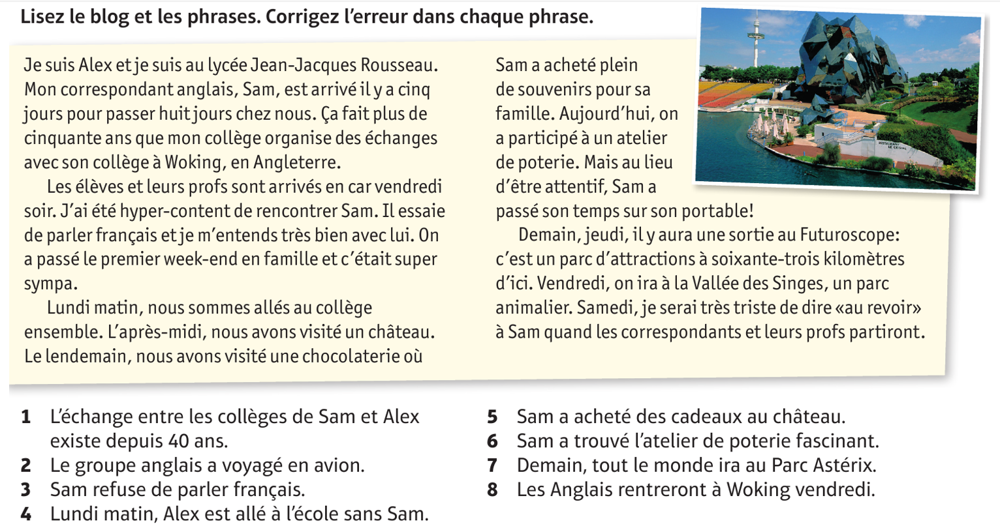 Lisez le blog et les phrases. Corrigez l’erreur dans chaque phrase.
Je suis Alex et je suis au lycée Jean-Jacques Rousseau.
Mon correspondant anglais, Sam, est arrivé il y a cinq
jours pour passer huit jours chez nous. Ça fait plus de
cinquante ans que mon collège organise des échanges
avec son collège à Woking, en Angleterre.
Les élèves et leurs profs sont arrivés en car vendredi
soir. J’ai été hyper-content de rencontrer Sam. Il essaie
de parler français et je m’entends très bien avec lui. On
a passé le premier week-end en famille et c’était super
sympa.
Lundi matin, nous sommes allés au collège
ensemble. L’après-midi, nous avons visité un château.
Le lendemain, nous avons visité une chocolaterie où
Sam a acheté plein
de souvenirs pour sa
famille. Aujourd’hui, on
a participé à un atelier
de poterie. Mais au lieu
d’être attentif, Sam a
passé son temps sur son portable!
Demain, jeudi, il y aura une sortie au Futuroscope:
c’est un parc d’attractions à soixante-trois kilomètres
d’ici. Vendredi, on ira à la Vallée des Singes, un parc
animalier. Samedi, je serai très triste de dire «au revoir»
à Sam quand les correspondants et leurs profs partiront.
RESTAURANT
LE CRISTAL
1 L’échange entre les collèges de Sam et Alex
existe depuis 40 ans.
2 Le groupe anglais a voyagé en avion.
3 Sam refuse de parler français.
4 Lundi matin, Alex est allé à l’école sans Sam.
5 Sam a acheté des cadeaux au château.
6 Sam a trouvé l’atelier de poterie fascinant.
7 Demain, tout le monde ira au Parc Astérix.
8 Les Anglais rentreront à Woking vendredi.